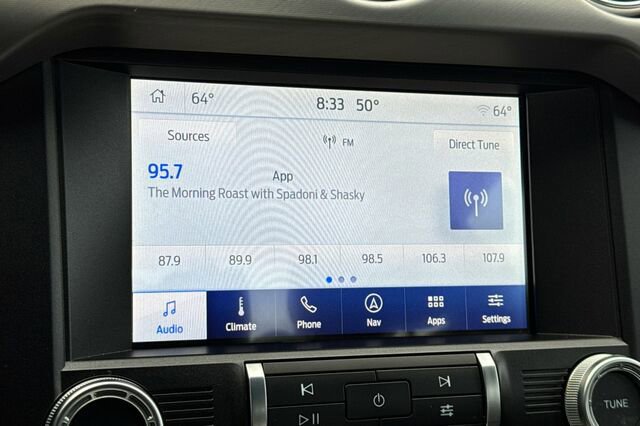 64° 8:33 50° 64°
Sources FM Direct Tune
95.7 App
The Morning Roast with Spadoni & Shasky
87.9 89.9 98.1 98.5 106.3 107.9
Audio Climate Phone Nav Apps Settings
TUNE